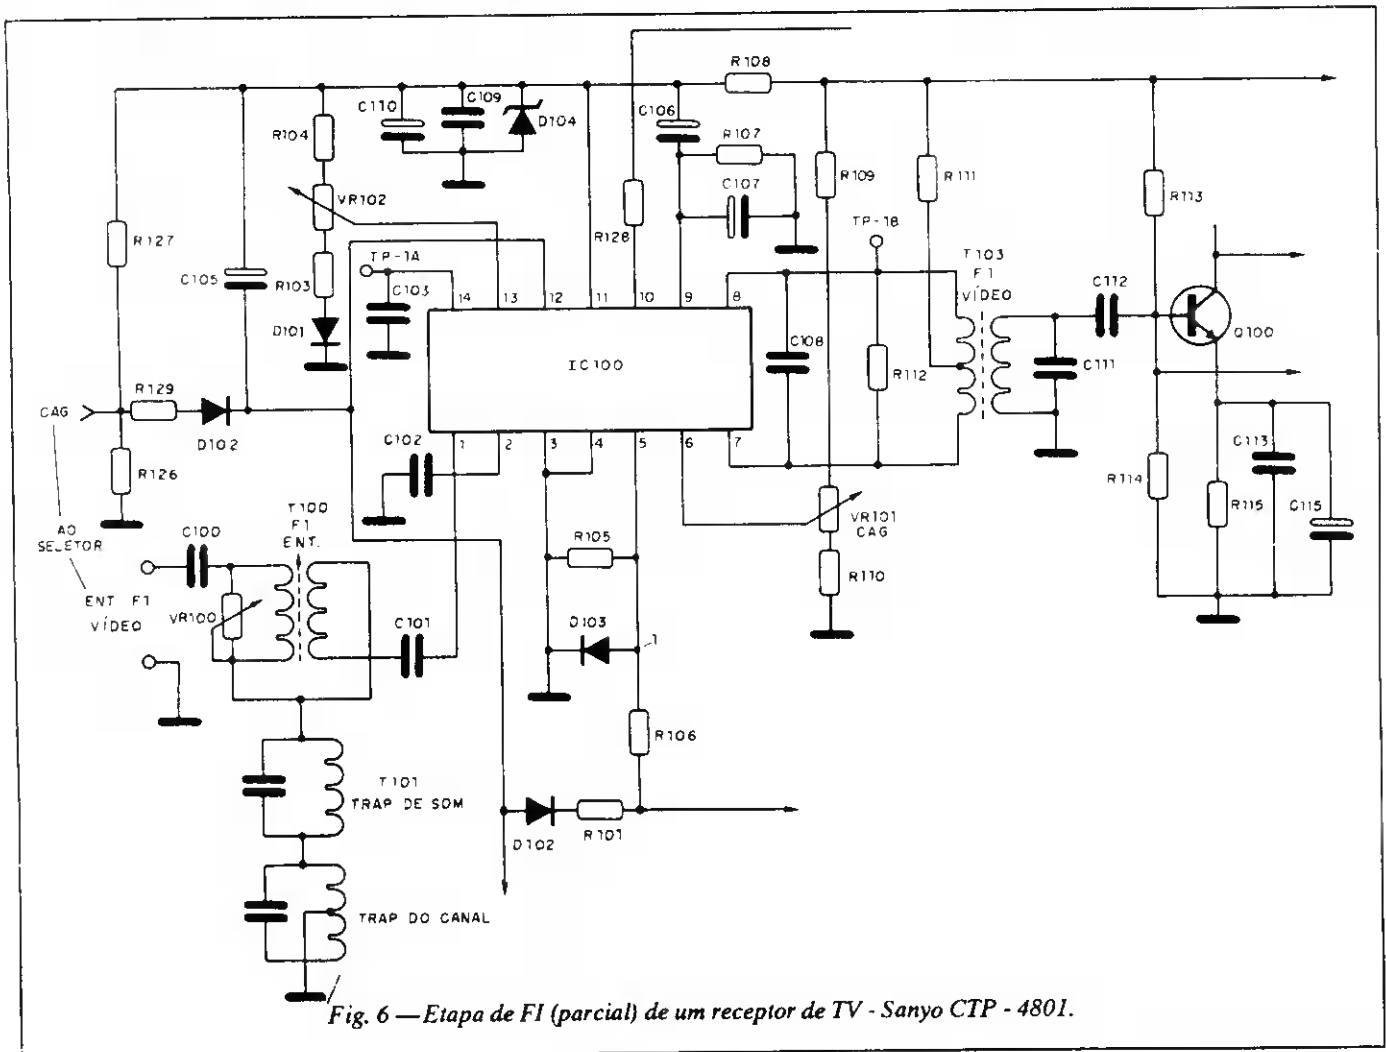 R108
C110
C109
D104
C106
R104
R107
VR102
C107
R109
R111
R113
R127
C105
R128
TP-1B
TP-1A
R103
C103
T103
FI
VÍDEO
C112
D101
14
13
12
11
10
9
8
Q100
IC100
C108
R112
C111
R129
CAG
D102
C102
1
2
3
4
5
6
7
R126
C113
R114
R115
C115
T100
FI
ENT.
AO
SELETOR
C100
R105
VR101
CAG
R110
ENT FI
VÍDEO
VR100
C101
D103
1
R106
T101
TRAP DE SOM
D102
R101
TRAP DO CANAL
Fig. 6 — Etapa de FI (parcial) de um receptor de TV - Sanyo CTP - 4801.